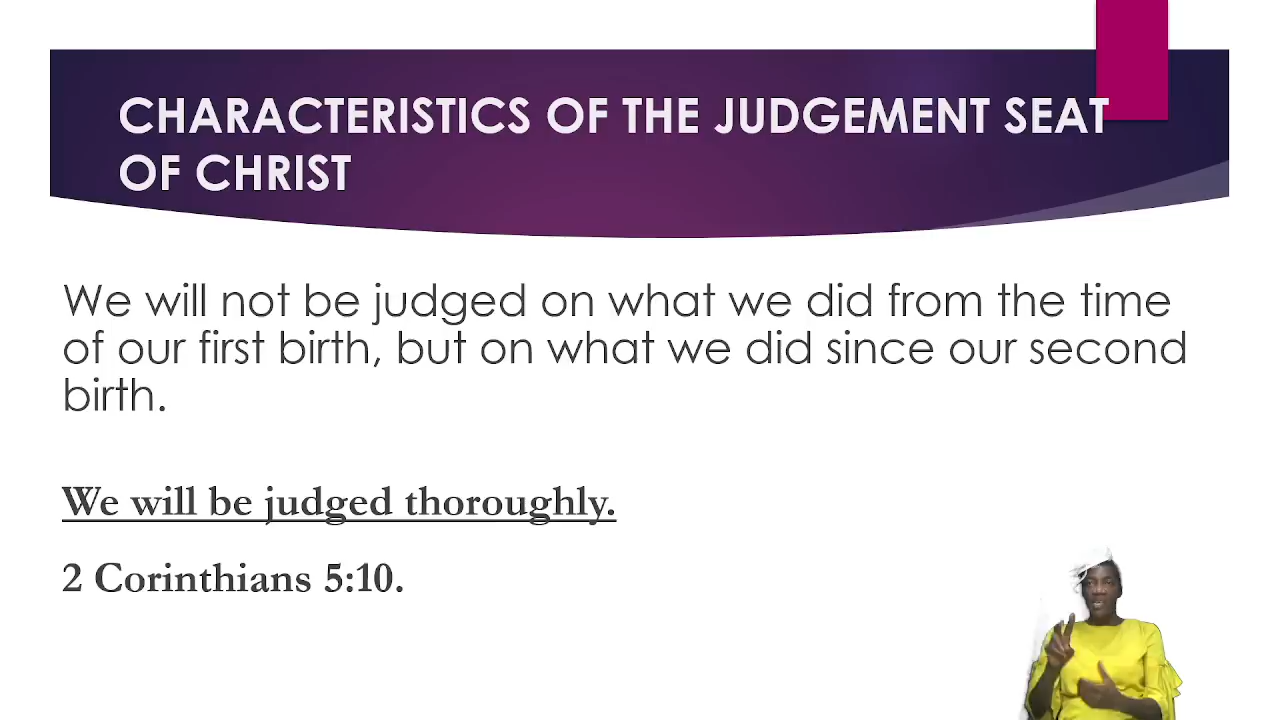 CHARACTERISTICS OF THE JUDGEMENT SEAT
OF CHRIST
We will not be judged on what we did from the time
of our first birth, but on what we did since our second
birth.
We will be judged thoroughly.
2 Corinthians 5:10.